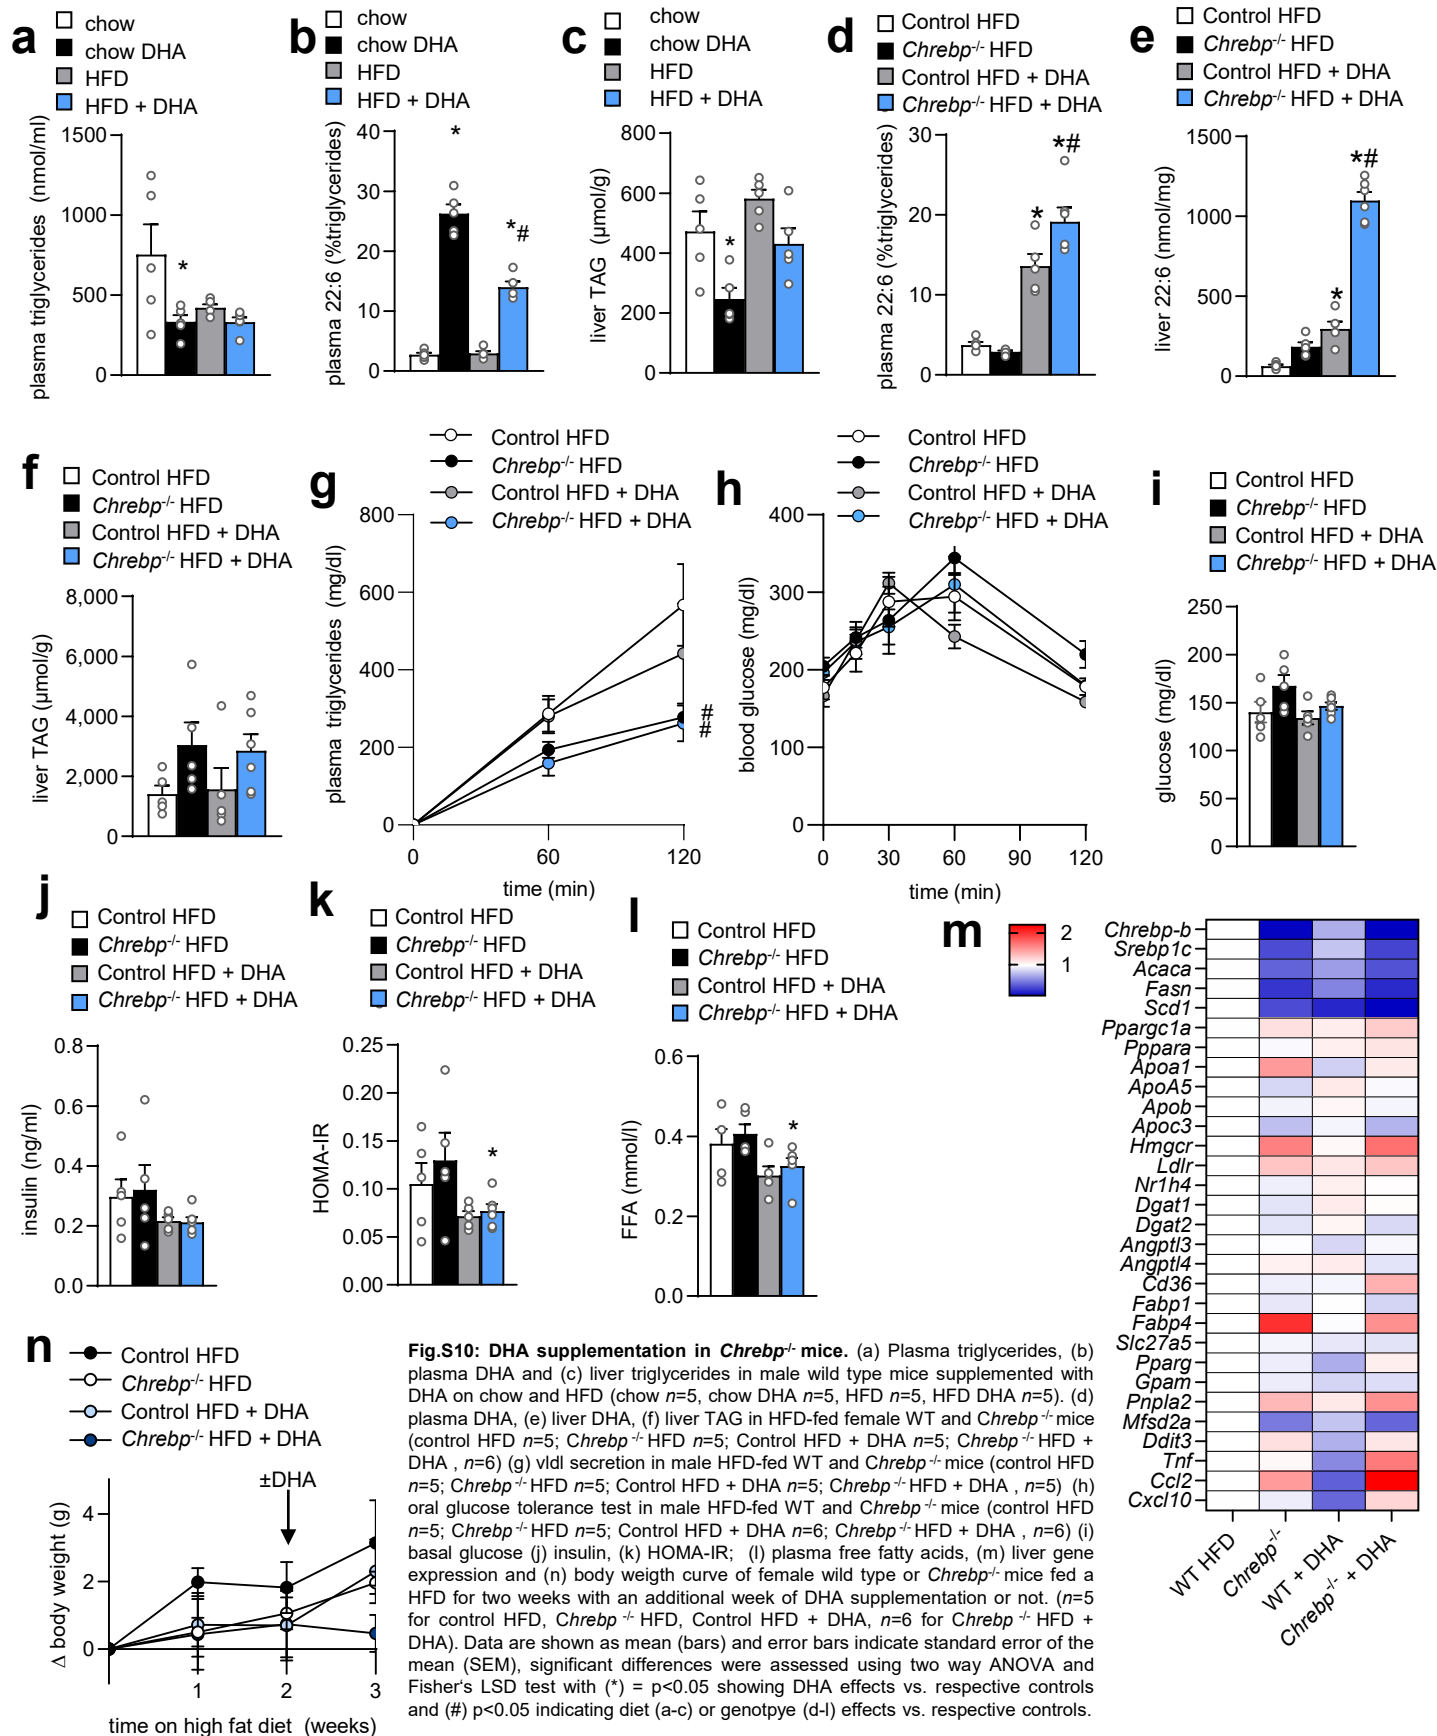 a
chow
chow DHA
HFD
HFD + DHA
plasma triglycerides (nmol/ml)
1500
1000
500
0
*
b
chow
chow DHA
HFD
HFD + DHA
plasma 22:6 (%triglycerides)
40
30
20
10
0
*
*#
c
chow
chow DHA
HFD
HFD + DHA
liver TAG (µmol/g)
800
600
400
200
0
*
d
Control HFD
Chrebp-/- HFD
Control HFD + DHA
Chrebp-/- HFD + DHA
plasma 22:6 (%triglycerides)
30
20
10
0
*
*#
e
Control HFD
Chrebp-/- HFD
Control HFD + DHA
Chrebp-/- HFD + DHA
liver 22:6 (nmol/mg)
1500
1000
500
0
*
*#
f
Control HFD
Chrebp-/- HFD
Control HFD + DHA
Chrebp-/- HFD + DHA
liver TAG (µmol/g)
8,000
6,000
4,000
2,000
0
g
Control HFD
Chrebp-/- HFD
Control HFD + DHA
Chrebp-/- HFD + DHA
plasma triglycerides (mg/dl)
800
600
400
200
0
#
#
0 60 120
time (min)
h
Control HFD
Chrebp-/- HFD
Control HFD + DHA
Chrebp-/- HFD + DHA
blood glucose (mg/dl)
400
300
200
100
0
0 30 60 90 120
time (min)
i
Control HFD
Chrebp-/- HFD
Control HFD + DHA
Chrebp-/- HFD + DHA
glucose (mg/dl)
250
200
150
100
50
0
j
Control HFD
Chrebp-/- HFD
Control HFD + DHA
Chrebp-/- HFD + DHA
insulin (ng/ml)
0.8
0.6
0.4
0.2
0.0
k
Control HFD
Chrebp-/- HFD
Control HFD + DHA
Chrebp-/- HFD + DHA
HOMA-IR
0.25
0.20
0.15
0.10
0.05
0.00
*
l
Control HFD
Chrebp-/- HFD
Control HFD + DHA
Chrebp-/- HFD + DHA
FFA (nmol/l)
0.6
0.4
0.2
0.0
*
m
2
1
Chrebp-b
Srebp1c
Acaca
Fasn
Scd1
Ppargc1a
Pppara
Apoa1
ApoA5
Apob
Apoc3
Hmgcr
Ldlr
Nr1h4
Dgat1
Dgat2
Angptl3
Angptl4
Cd36
Fabp1
Fabp4
Slc27a5
Pparg
Gpam
Pnpla2
Mfsd2a
Ddit3
Tnf
Ccl2
Cxcl10
WT HFD
Chrebp-/-
WT + DHA
Chrebp-/- + DHA
n
Control HFD
Chrebp-/- HFD
Control HFD + DHA
Chrebp-/- HFD + DHA
±DHA
Δ body weight (g)
4
2
0
1 2 3
time on high fat diet (weeks)
Fig.S10: DHA supplementation in Chrebp-/- mice. (a) Plasma triglycerides, (b)
plasma DHA and (c) liver triglycerides in male wild type mice supplemented with
DHA on chow and HFD (chow n=5, chow DHA n=5, HFD n=5, HFD DHA n=5). (d)
plasma DHA, (e) liver DHA, (f) liver TAG in HFD-fed female WT and Chrebp-/- mice
(control HFD n=5; Chrebp-/- HFD n=5; Control HFD + DHA n=5; Chrebp-/- HFD +
DHA , n=6) (g) vldl secretion in male HFD-fed WT and Chrebp-/- mice (control HFD
n=5; Chrebp-/- HFD n=5; Control HFD + DHA n=5; Chrebp-/- HFD + DHA , n=5) (h)
oral glucose tolerance test in male HFD-fed WT and Chrebp-/- mice (control HFD
n=5; Chrebp-/- HFD n=5; Control HFD + DHA n=6; Chrebp-/- HFD + DHA , n=6) (i)
basal glucose (j) insulin, (k) HOMA-IR; (l) plasma free fatty acids, (m) liver gene
expression and (n) body weigth curve of female wild type or Chrebp-/- mice fed a
HFD for two weeks with an additional week of DHA supplementation or not. (n=5
for control HFD, Chrebp-/- HFD, Control HFD + DHA, n=6 for Chrebp-/- HFD +
DHA). Data are shown as mean (bars) and error bars indicate standard error of the
mean (SEM), significant differences were assessed using two way ANOVA and
Fisher's LSD test with (*) = p<0.05 showing DHA effects vs. respective controls
and (#) p<0.05 indicating diet (a-c) or genotpye (d-l) effects vs. respective controls.